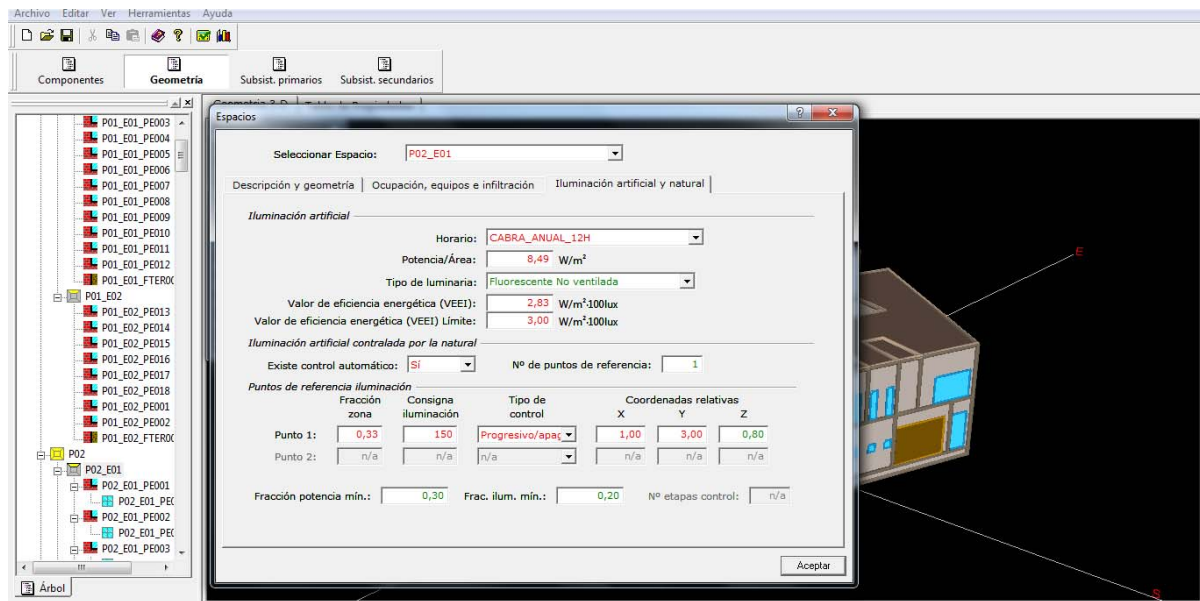 Archivo Editar Ver Herramientas Ayuda
Componentes Geometría Subsist. primarios Subsist. secundarios
Espacios
Seleccionar Espacio: P02_E01
Descripción y geometría Ocupación, equipos e infiltración Iluminación artificial y natural
Iluminación artificial
Horario: CABRA_ANUAL_12H
Potencia/Área: 8,49 W/m²
Tipo de luminaria: Fluorescente No ventilada
Valor de eficiencia energética (VEEI): 2,83 W/m²·100lux
Valor de eficiencia energética (VEEI) Límite: 3,00 W/m²·100lux
Iluminación artificial contralada por la natural
Existe control automático: Sí Nº de puntos de referencia: 1
Puntos de referencia iluminación
Fracción zona Consigna iluminación Tipo de control Coordenadas relativas
X Y Z
Punto 1: 0,33 150 Progresivo/apag 1,00 3,00 0,80
Punto 2: n/a n/a n/a n/a n/a n/a
Fracción potencia mín.: 0,30 Frac. ilum. mín.: 0,20 Nº etapas control: n/a
Aceptar
P01_E01_PE003
P01_E01_PE004
P01_E01_PE005
P01_E01_PE006
P01_E01_PE007
P01_E01_PE008
P01_E01_PE009
P01_E01_PE010
P01_E01_PE011
P01_E01_PE012
P01_E01_FTER00
P01_E02
P01_E02_PE013
P01_E02_PE014
P01_E02_PE015
P01_E02_PE016
P01_E02_PE017
P01_E02_PE018
P01_E02_PE001
P01_E02_PE002
P01_E02_FTER00
P02
P02_E01
P02_E01_PE001
P02_E01_PE0
P02_E01_PE002
P02_E01_PE0
P02_E01_PE003
Árbol
E
S